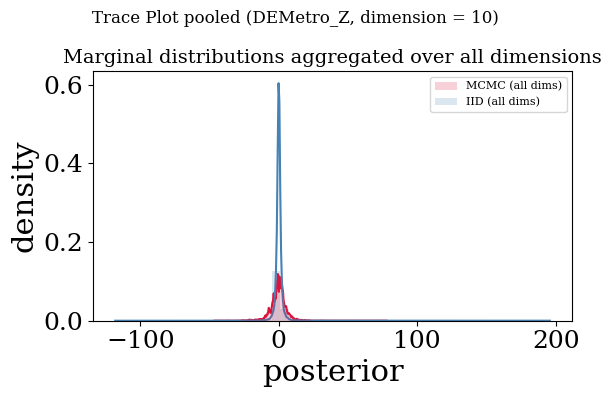 Trace Plot pooled (DEMetro_Z, dimension = 10)
Marginal distributions aggregated over all dimensions
MCMC (all dims)
IID (all dims)
density
0.6
0.4
0.2
0.0
−100
0
100
200
posterior